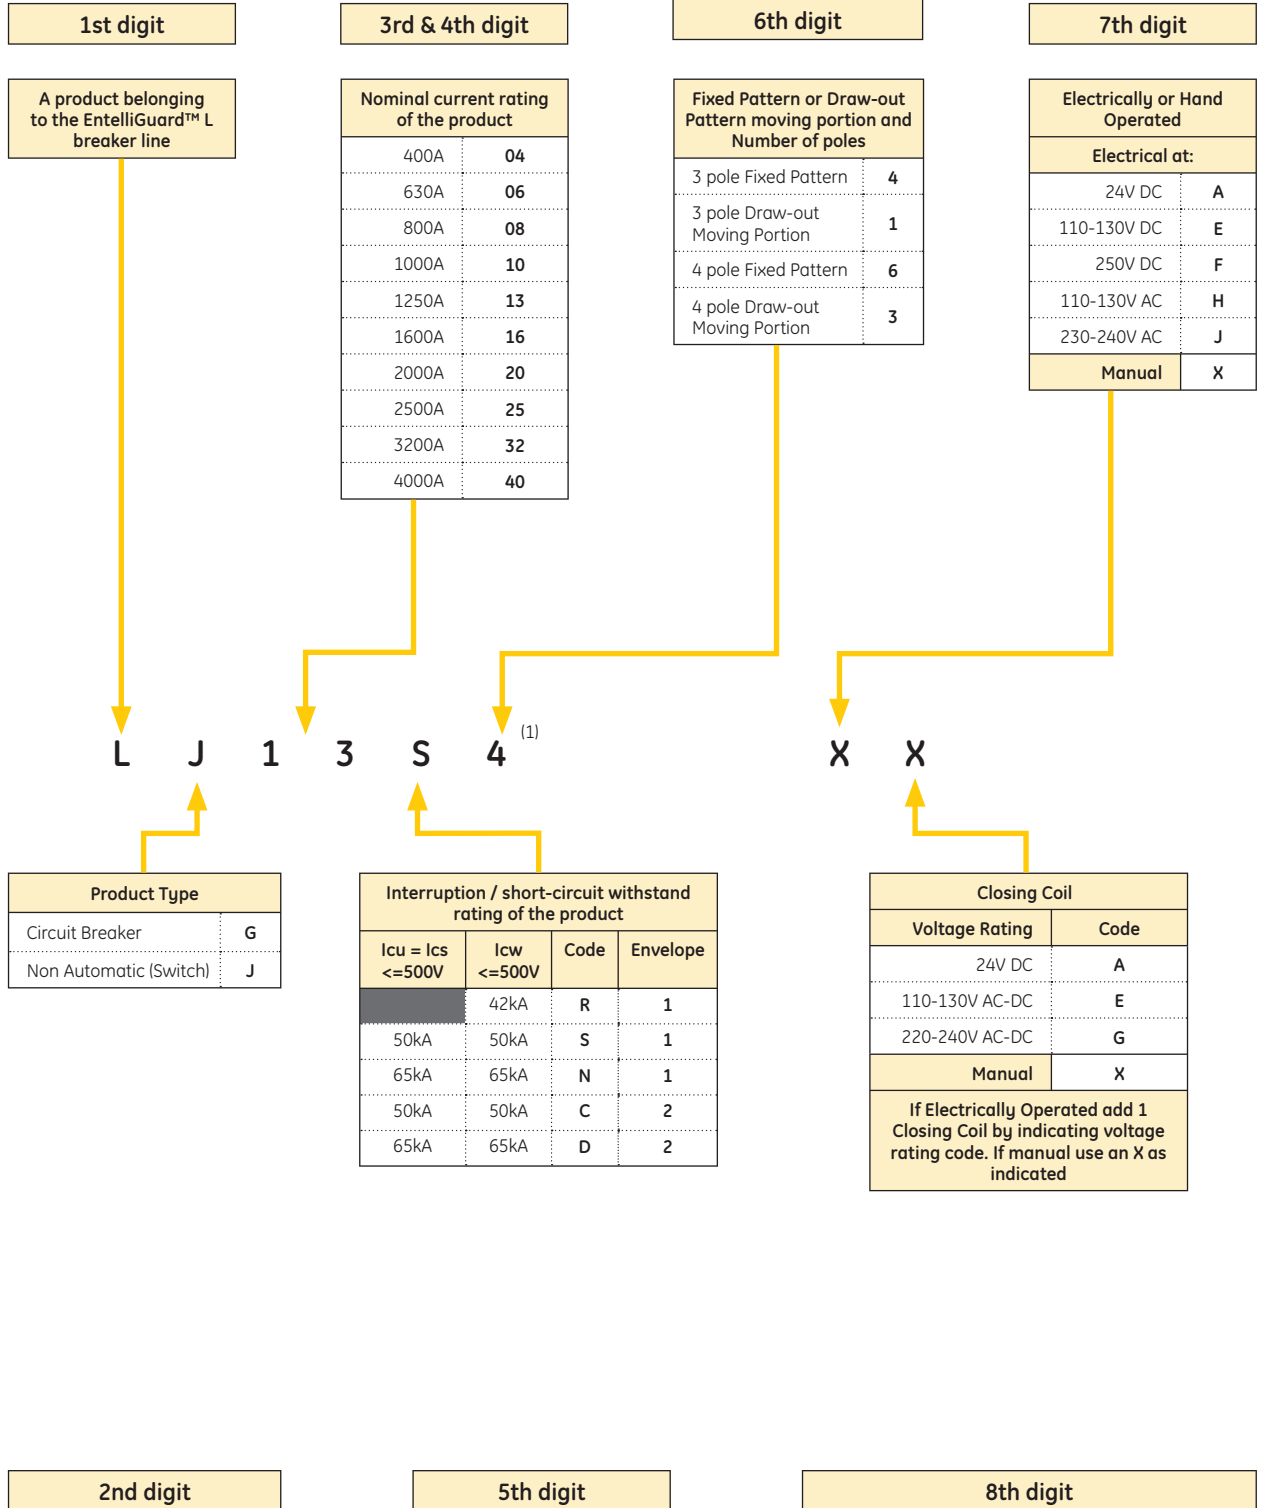 1st digit
3rd & 4th digit
6th digit
7th digit
A product belonging
to the EntelliGuard™ L
breaker line
Nominal current rating
of the product
400A 04
630A 06
800A 08
1000A 10
1250A 13
1600A 16
2000A 20
2500A 25
3200A 32
4000A 40
Fixed Pattern or Draw-out
Pattern moving portion and
Number of poles
3 pole Fixed Pattern 4
3 pole Draw-out
Moving Portion 1
4 pole Fixed Pattern 6
4 pole Draw-out
Moving Portion 3
Electrically or Hand
Operated
Electrical at:
24V DC A
110-130V DC E
250V DC F
110-130V AC H
230-240V AC J
Manual X
L J 1 3 S 4 (1) X X
Product Type
Circuit Breaker G
Non Automatic (Switch) J
Interruption / short-circuit withstand
rating of the product
Icu = Ics Icw Code Envelope
<=500V <=500V
42kA R 1
50kA 50kA S 1
65kA 65kA N 1
50kA 50kA C 2
65kA 65kA D 2
Closing Coil
Voltage Rating Code
24V DC A
110-130V AC-DC E
220-240V AC-DC G
Manual X
If Electrically Operated add 1
Closing Coil by indicating voltage
rating code. If manual use an X as
indicated
2nd digit
5th digit
8th digit